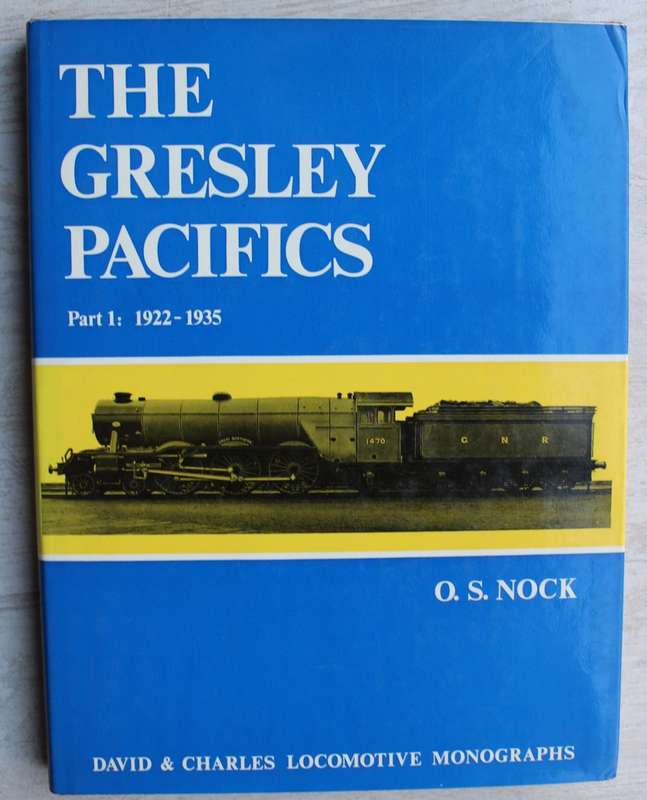 THE
GRESLEY
PACIFICS
Part 1: 1922-1935
1470
G N R
O. S. NOCK
DAVID & CHARLES LOCOMOTIVE MONOGRAPHS